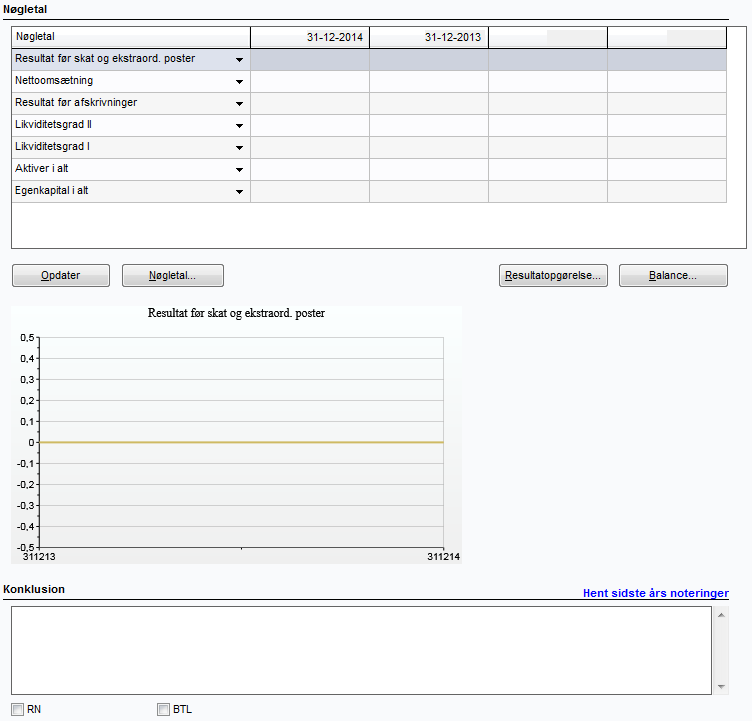 Nøgletal
Nøgletal 31-12-2014 31-12-2013
Resultat før skat og ekstraord. poster
Nettoomsætning
Resultat før afskrivninger
Likviditetsgrad II
Likviditetsgrad I
Aktiver i alt
Egenkapital i alt
Opdater Nøgletal... Resultatopgørelse... Balance...
Resultat før skat og ekstraord. poster
0,5
0,4
0,3
0,2
0,1
0
-0,1
-0,2
-0,3
-0,4
-0,5
311213 311214
Konklusion
Hent sidste års noteringer
RN BTL